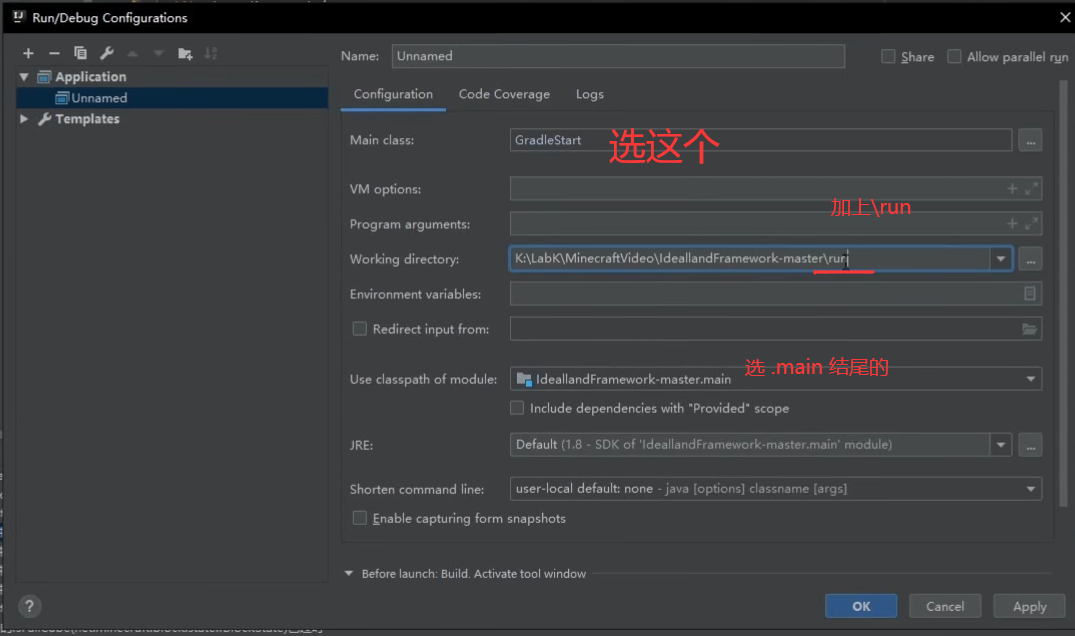 Run/Debug Configurations
Name: Unnamed
Share
Allow parallel run
Application
Unnamed
Templates
Configuration
Code Coverage
Logs
Main class: GradleStart
选这个
...
VM options:
加上\run
Program arguments:
Working directory: K:\LabK\MinecraftVideo\IdeallandFramework-master\run
...
Environment variables:
Redirect input from:
选 .main 结尾的
Use classpath of module: IdeallandFramework-master.main
Include dependencies with "Provided" scope
JRE: Default (1.8 - SDK of 'IdeallandFramework-master.main' module)
...
Shorten command line: user-local default: none - java [options] classname [args]
Enable capturing form snapshots
Before launch: Build. Activate tool window
?
OK
Cancel
Apply